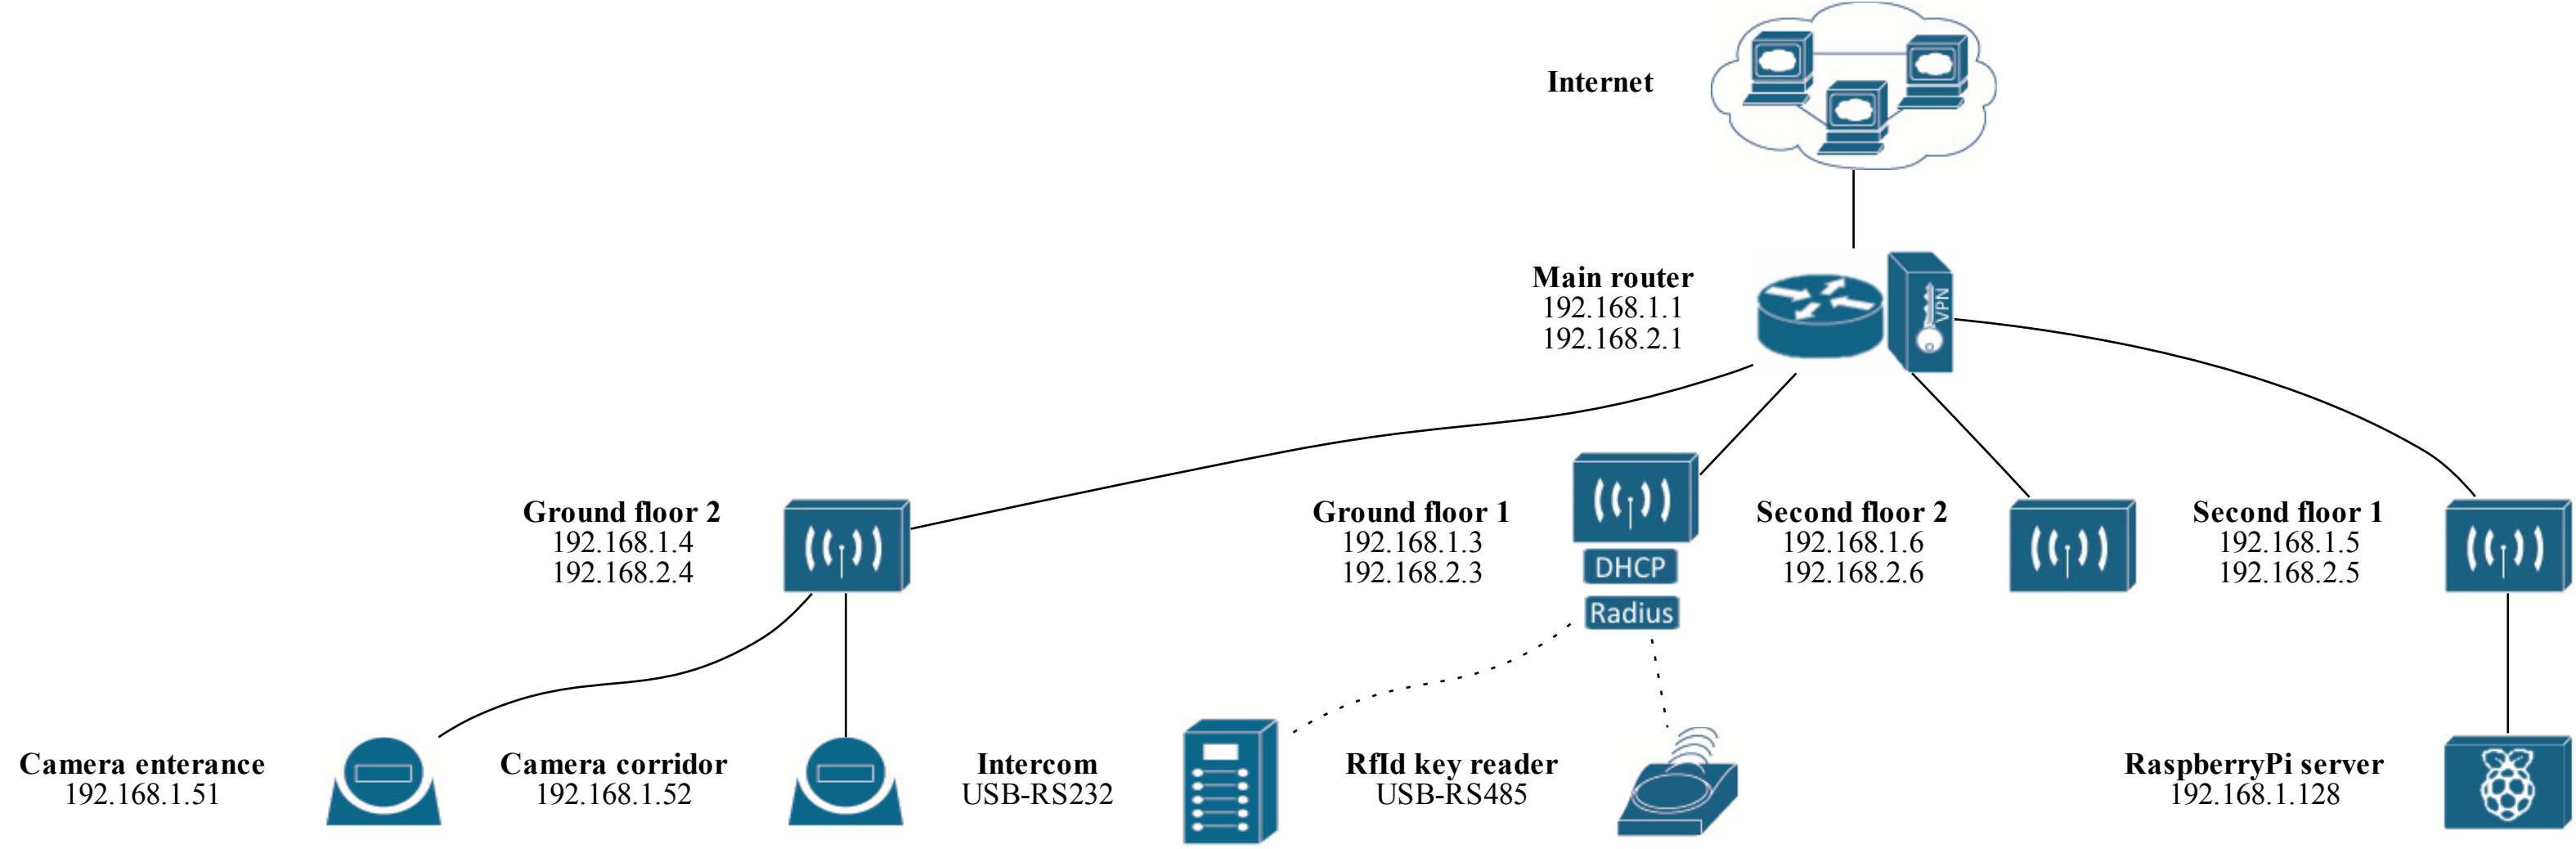 Internet
Main router
192.168.1.1
192.168.2.1
VPN
Ground floor 2
192.168.1.4
192.168.2.4
Ground floor 1
192.168.1.3
192.168.2.3
DHCP
Radius
Second floor 2
192.168.1.6
192.168.2.6
Second floor 1
192.168.1.5
192.168.2.5
Camera enterance
192.168.1.51
Camera corridor
192.168.1.52
Intercom
USB-RS232
RfId key reader
USB-RS485
RaspberryPi server
192.168.1.128